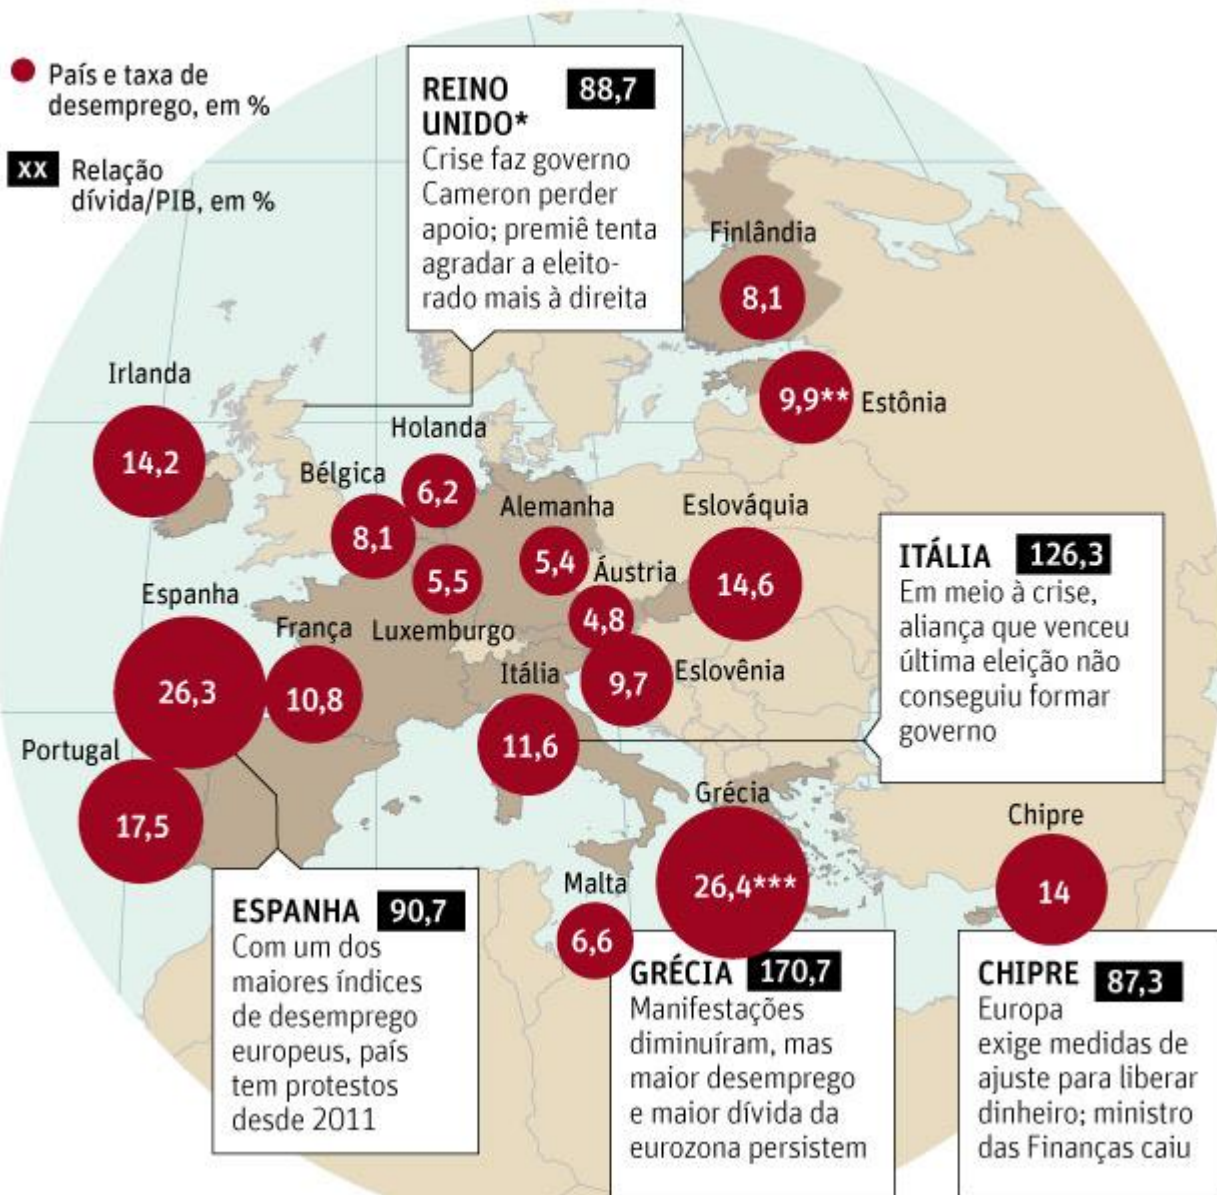 País e taxa de
desemprego, em %
XX Relação
dívida/PIB, em %
REINO 88,7
UNIDO*
Crise faz governo
Cameron perder
apoio; premiê tenta
agradar a eleito-
rado mais à direita
Finlândia
8,1
Irlanda
14,2
9,9** Estônia
Holanda
6,2
Bélgica
8,1
Alemanha
5,4
Eslováquia
14,6
5,5
Luxemburgo
Áustria
4,8
Espanha
26,3
França
10,8
Itália
11,6
9,7 Eslovênia
ITÁLIA 126,3
Em meio à crise,
aliança que venceu
última eleição não
conseguiu formar
governo
Portugal
17,5
Grécia
26,4***
Chipre
14
Malta
6,6
ESPANHA 90,7
Com um dos
maiores índices
de desemprego
europeus, país
tem protestos
desde 2011
GRÉCIA 170,7
Manifestações
diminuíram, mas
maior desemprego
e maior dívida da
eurozona persistem
CHIPRE 87,3
Europa
exige medidas de
ajuste para liberar
dinheiro; ministro
das Finanças caiu